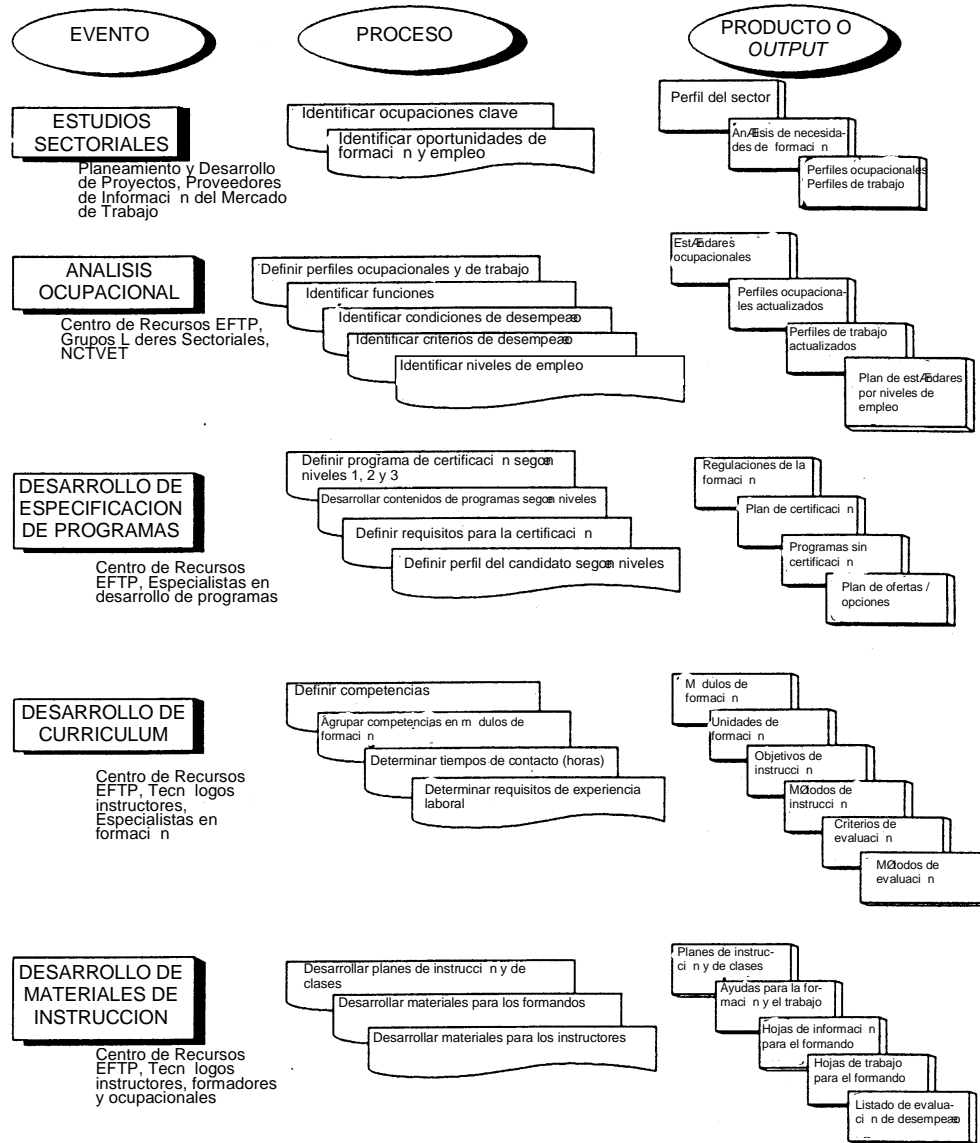 EVENTO
PROCESO
PRODUCTO O
OUTPUT
ESTUDIOS
SECTORIALES
Planeamiento y Desarrollo
de Proyectos, Proveedores
de Informaci n del Mercado
de Trabajo
Identificar ocupaciones clave
Identificar oportunidades de
formaci n y empleo
Perfil del sector
AnÆlisis de necesida-
des de formaci n
Perfiles ocupacionales
Perfiles de trabajo
ANALISIS
OCUPACIONAL
Centro de Recursos EFTP,
Grupos L deres Sectoriales,
NCTVET
Definir perfiles ocupacionales y de trabajo
Identificar funciones
Identificar condiciones de desempeæo
Identificar criterios de desempeæo
Identificar niveles de empleo
EstÆndares
ocupacionales
Perfiles ocupaciona-
les actualizados
Perfiles de trabajo
actualizados
Plan de estÆndares
por niveles de
empleo
DESARROLLO DE
ESPECIFICACION
DE PROGRAMAS
Centro de Recursos
EFTP, Especialistas en
desarrollo de programas
Definir programa de certificaci n segœn
niveles 1, 2 y 3
Desarrollar contenidos de programas segœn niveles
Definir requisitos para la certificaci n
Definir perfil del candidato segœn niveles
Regulaciones de la
formaci n
Plan de certificaci n
Programas sin
certificaci n
Plan de ofertas /
opciones
DESARROLLO DE
CURRICULUM
Centro de Recursos
EFTP, Tecn logos
instructores,
Especialistas en
formaci n
Definir competencias
Agrupar competencias en m dulos de
formaci n
Determinar tiempos de contacto (horas)
Determinar requisitos de experiencia
laboral
M dulos de
formaci n
Unidades de
formaci n
Objetivos de
instrucci n
MØtodos de
instrucci n
Criterios de
evaluaci n
MØtodos de
evaluaci n
DESARROLLO DE
MATERIALES DE
INSTRUCCION
Centro de Recursos
EFTP, Tecn logos
instructores, formadores
y ocupacionales
Desarrollar planes de instrucci n y de
clases
Desarrollar materiales para los formandos
Desarrollar materiales para los instructores
Planes de instruc-
ci n y de clases
Ayudas para la for-
maci n y el trabajo
Hojas de informaci n
para el formando
Hojas de trabajo
para el formando
Listado de evalua-
ci n de desempeæo